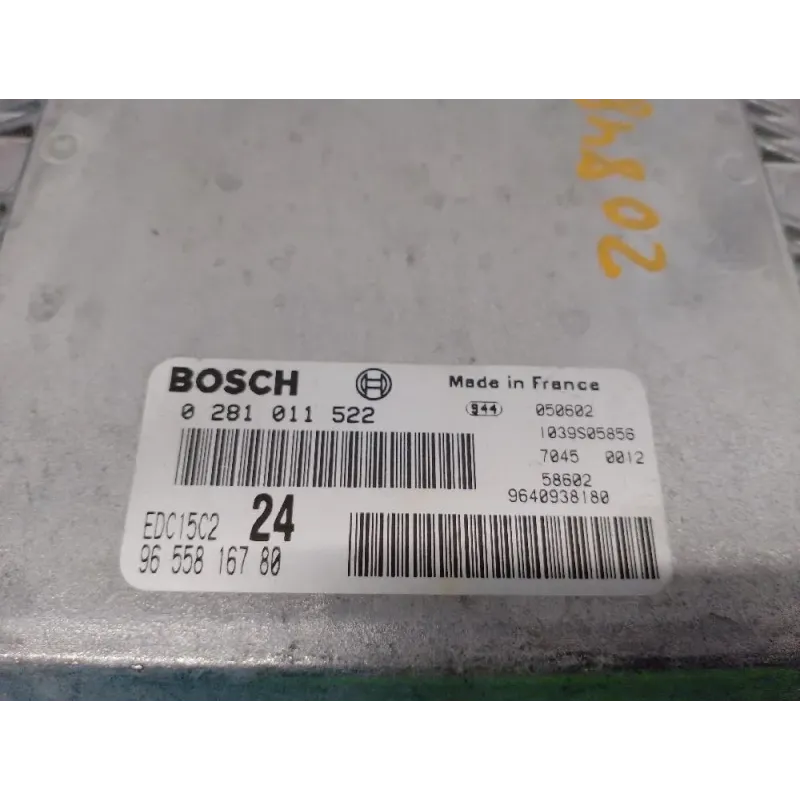 BOSCH Made in France
0 281 011 522 944 050602
1039S05856
7045 0012
58602
9640938180
EDC15C2 24
96 558 167 80